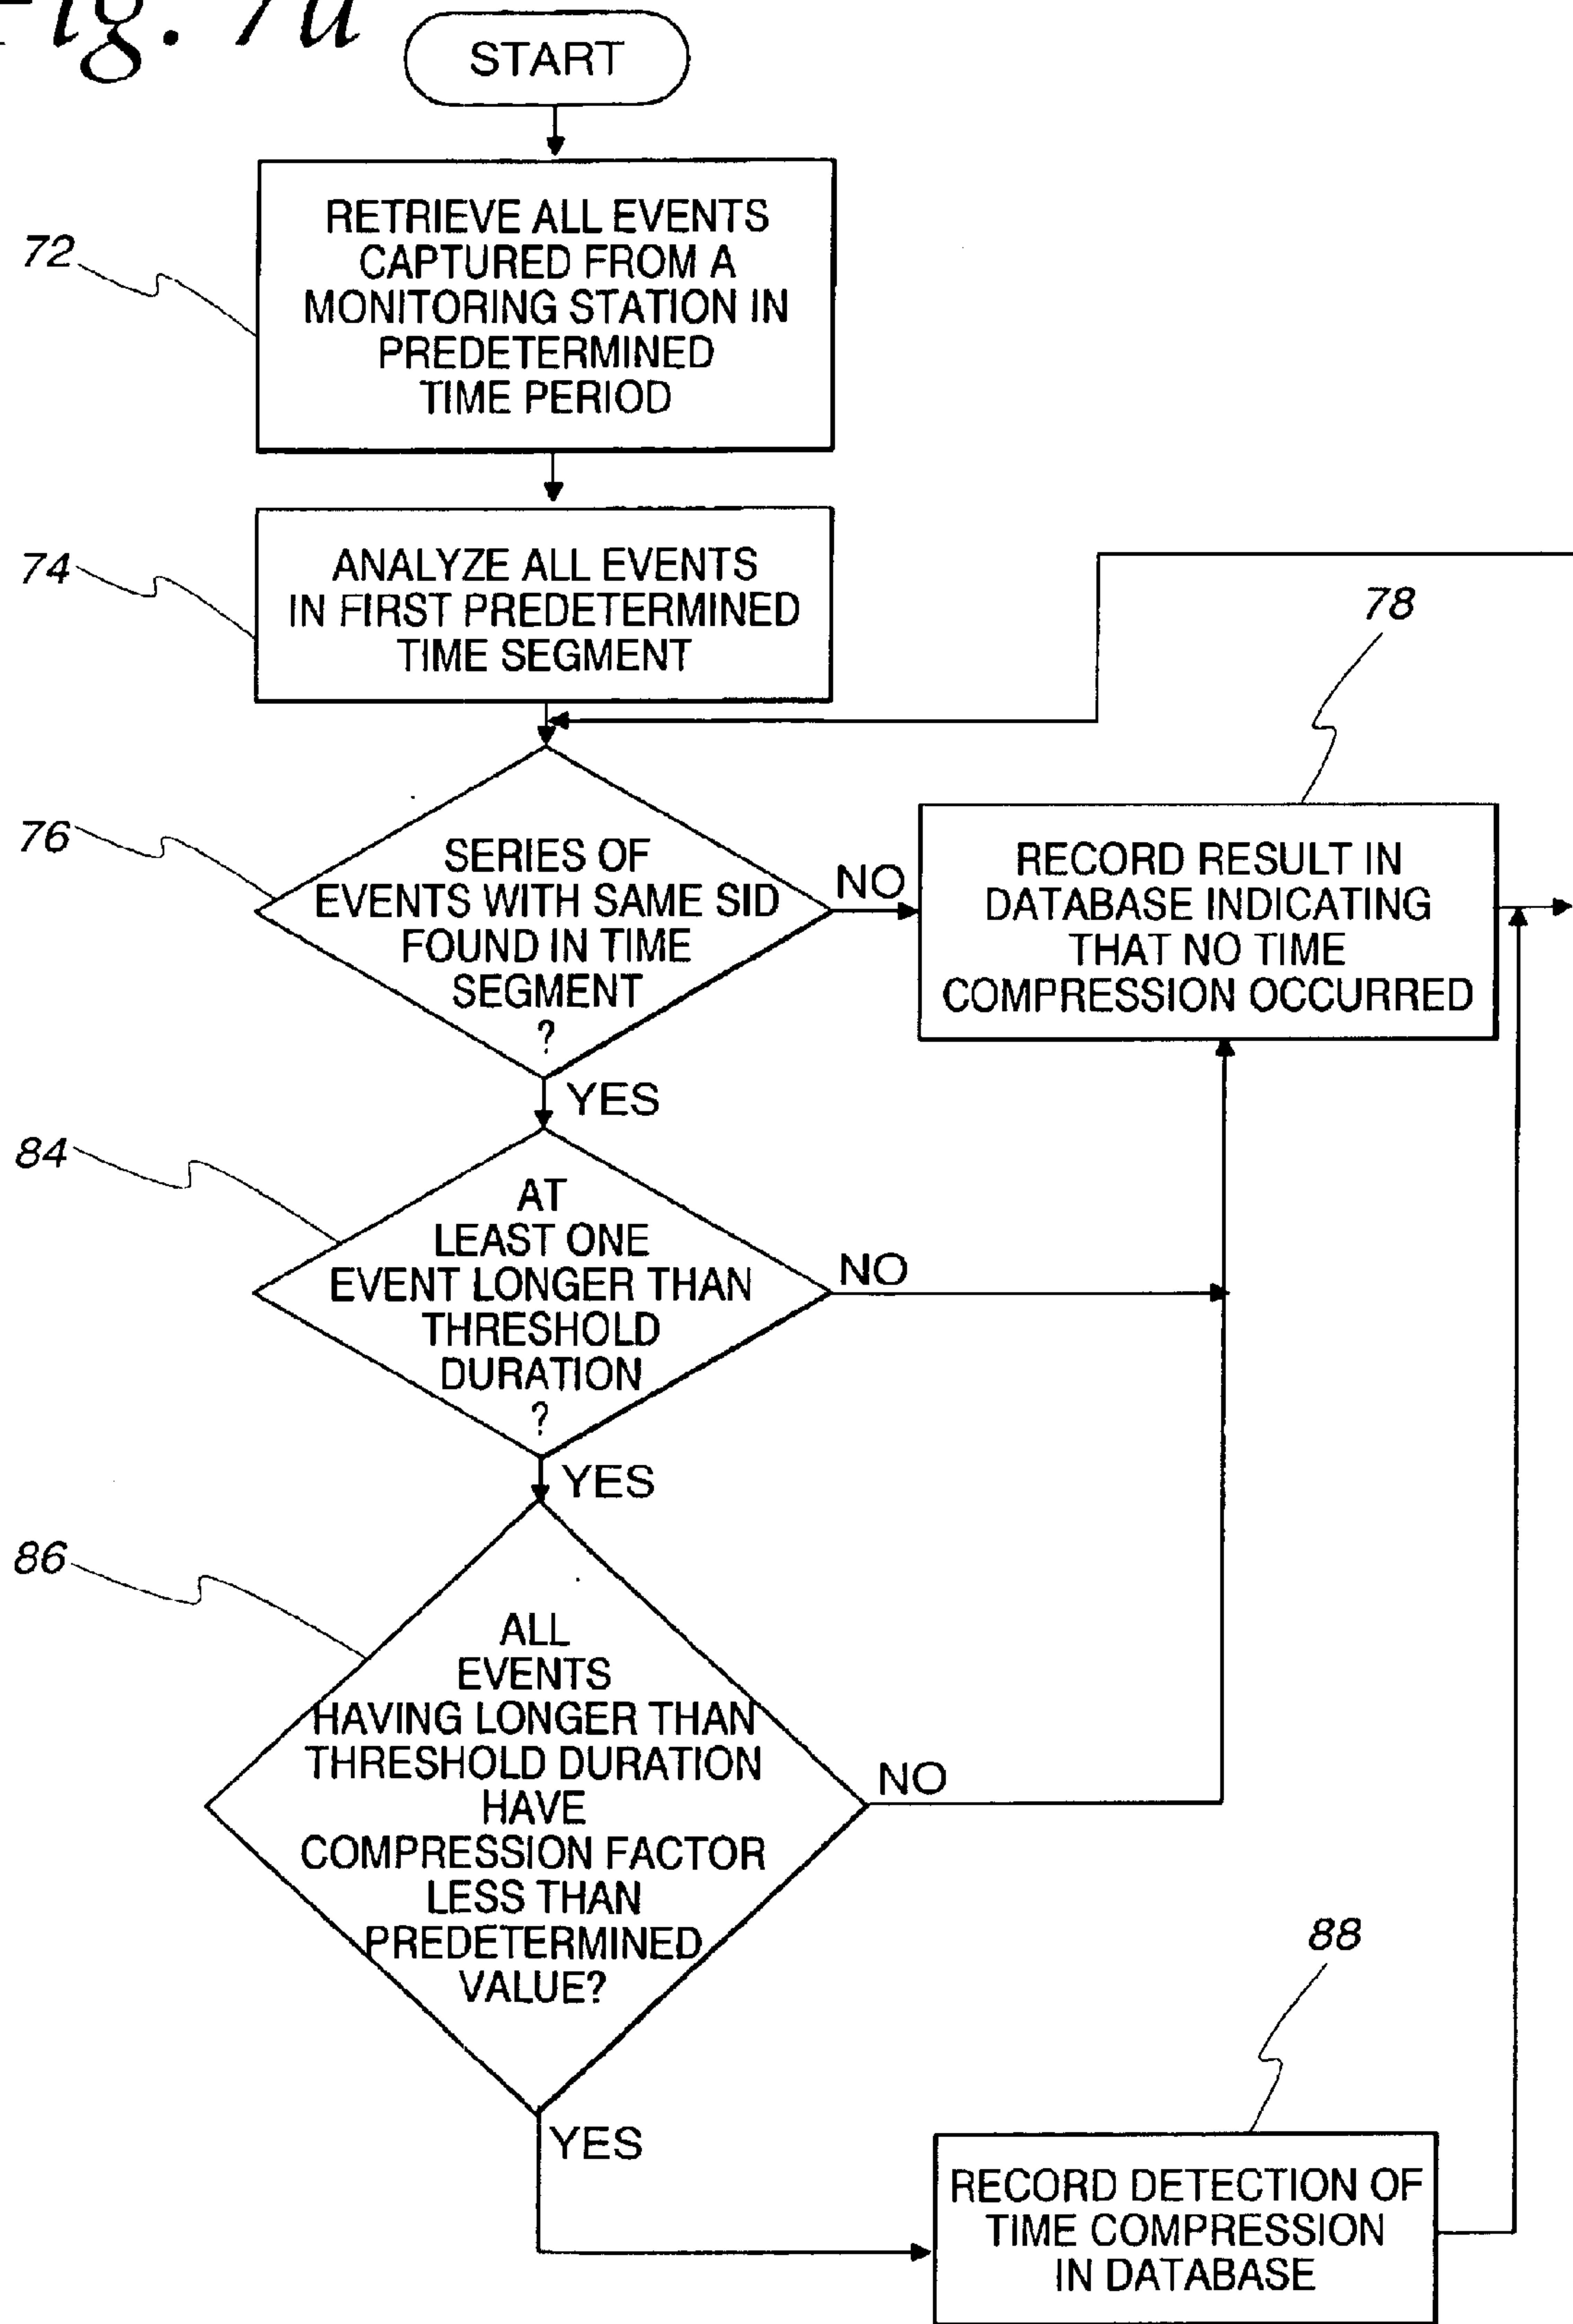 Fig. 7a
START
72
RETRIEVE ALL EVENTS
CAPTURED FROM A
MONITORING STATION IN
PREDETERMINED
TIME PERIOD
74
ANALYZE ALL EVENTS
IN FIRST PREDETERMINED
TIME SEGMENT
76
SERIES OF
EVENTS WITH SAME SID
FOUND IN TIME
SEGMENT
?
NO
78
RECORD RESULT IN
DATABASE INDICATING
THAT NO TIME
COMPRESSION OCCURRED
YES
84
AT
LEAST ONE
EVENT LONGER THAN
THRESHOLD
DURATION
?
NO
YES
86
ALL
EVENTS
HAVING LONGER THAN
THRESHOLD DURATION
HAVE
COMPRESSION FACTOR
LESS THAN
PREDETERMINED
VALUE?
NO
YES
88
RECORD DETECTION OF
TIME COMPRESSION
IN DATABASE